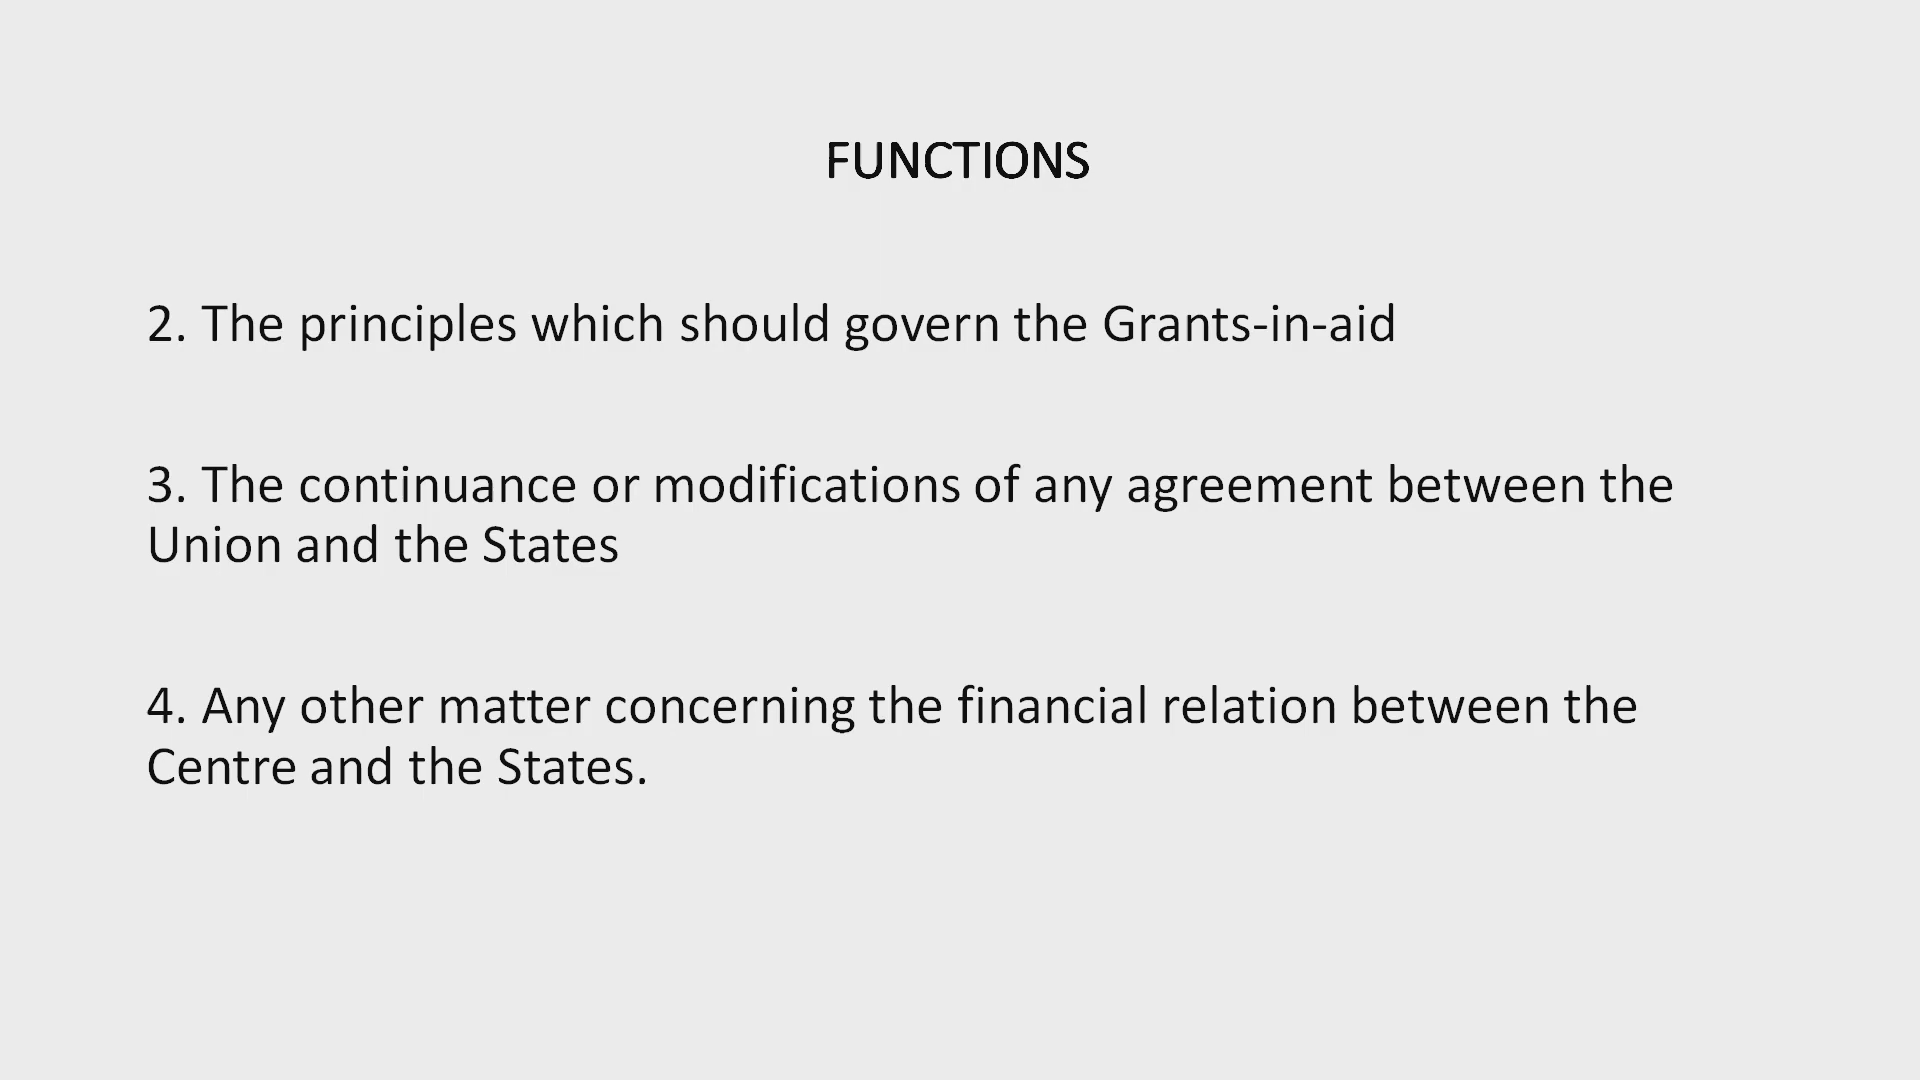 FUNCTIONS
2. The principles which should govern the Grants-in-aid
3. The continuance or modifications of any agreement between the
Union and the States
4. Any other matter concerning the financial relation between the
Centre and the States.